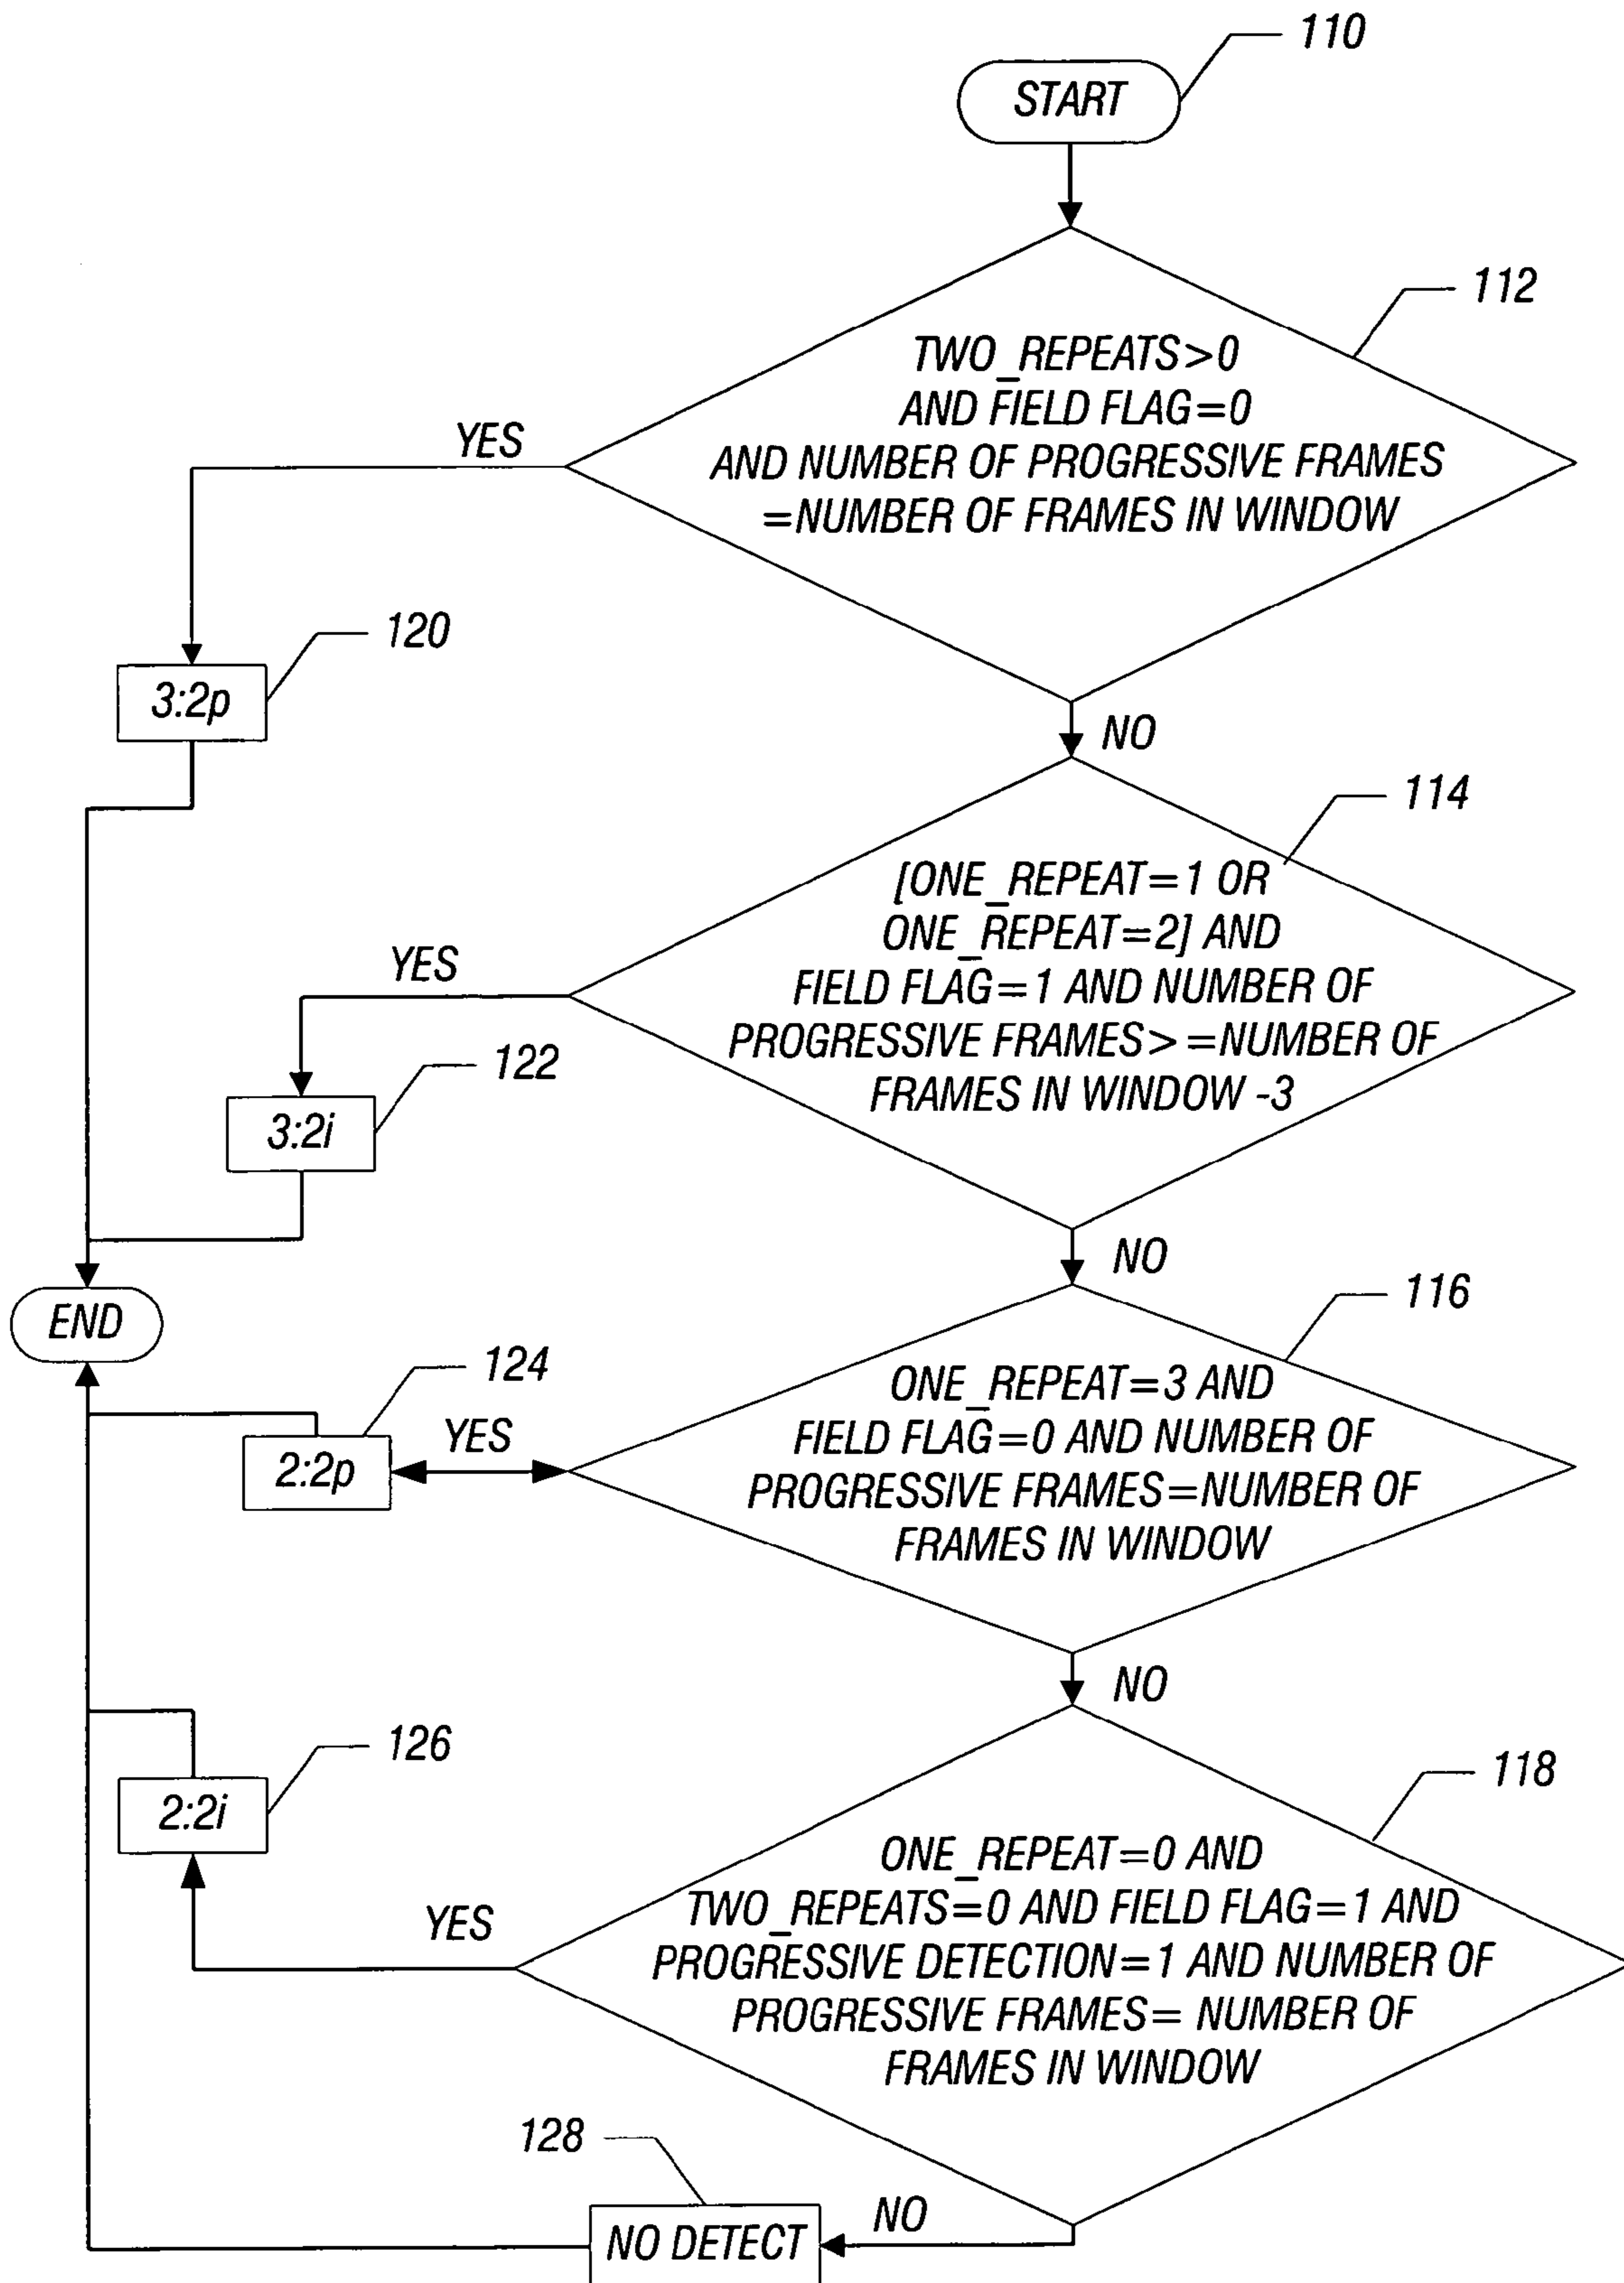 110
START
112
TWO_REPEATS>0
AND FIELD FLAG=0
AND NUMBER OF PROGRESSIVE FRAMES
=NUMBER OF FRAMES IN WINDOW
YES
120
3:2p
NO
114
[ONE_REPEAT=1 OR
ONE_REPEAT=2] AND
FIELD FLAG=1 AND NUMBER OF
PROGRESSIVE FRAMES>=NUMBER OF
FRAMES IN WINDOW -3
YES
122
3:2i
NO
END
116
124
ONE_REPEAT=3 AND
FIELD FLAG=0 AND NUMBER OF
PROGRESSIVE FRAMES=NUMBER OF
FRAMES IN WINDOW
YES
2:2p
NO
126
2:2i
118
ONE_REPEAT=0 AND
TWO_REPEATS=0 AND FIELD FLAG=1 AND
PROGRESSIVE DETECTION=1 AND NUMBER OF
PROGRESSIVE FRAMES= NUMBER OF
FRAMES IN WINDOW
YES
128
NO
NO DETECT